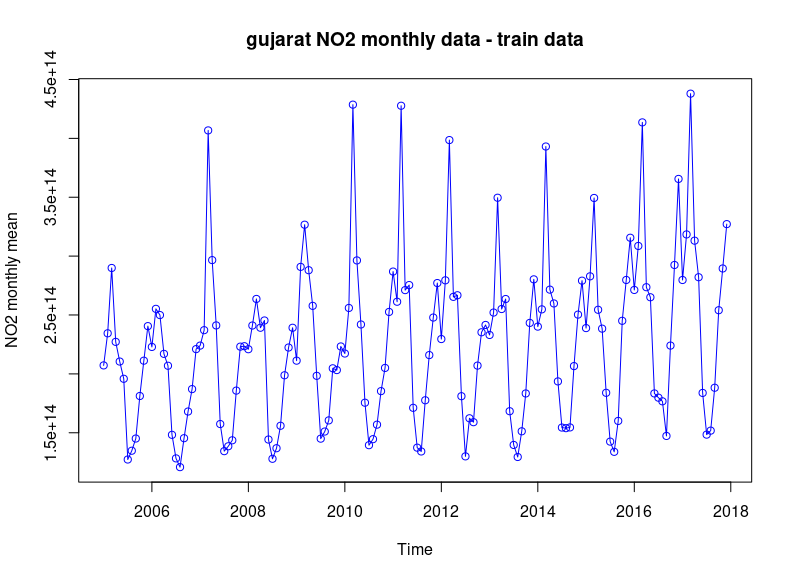 gujarat NO2 monthly data - train data
NO2 monthly mean
4.5e+14
3.5e+14
2.5e+14
1.5e+14
2006 2008 2010 2012 2014 2016 2018
Time